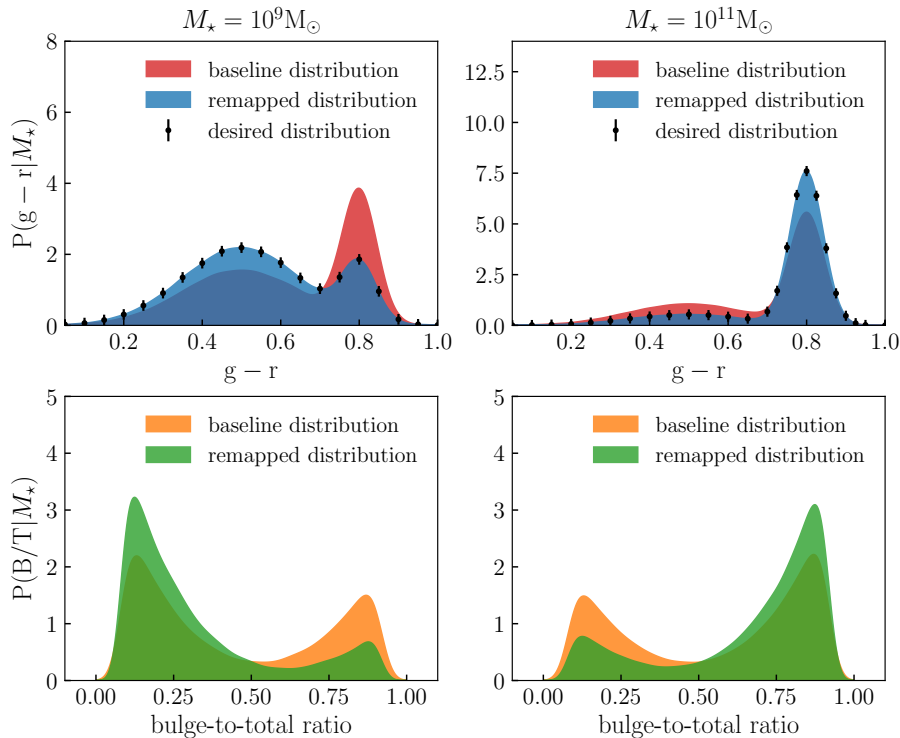 M⋆ = 10⁹M⊙
P(g − r|M⋆)
8
6
4
2
0
baseline distribution
remapped distribution
desired distribution
0.2 0.4 0.6 0.8 1.0
g − r
M⋆ = 10¹¹M⊙
12.5
10.0
7.5
5.0
2.5
0.0
baseline distribution
remapped distribution
desired distribution
0.2 0.4 0.6 0.8 1.0
g − r
P(B/T|M⋆)
5
4
3
2
1
0
baseline distribution
remapped distribution
0.00 0.25 0.50 0.75 1.00
bulge-to-total ratio
5
4
3
2
1
0
baseline distribution
remapped distribution
0.00 0.25 0.50 0.75 1.00
bulge-to-total ratio